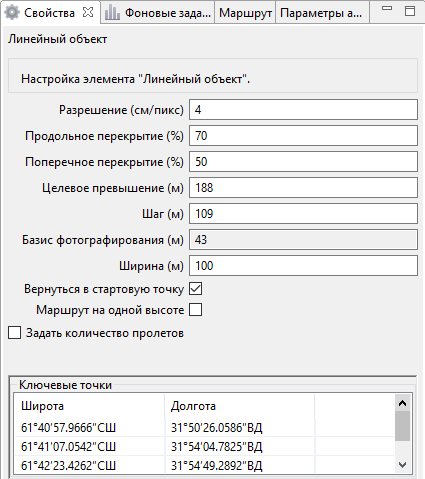 Свойства Фоновые зада... Маршрут Параметры а...
Линейный объект
Настройка элемента "Линейный объект".
Разрешение (см/пикс) 4
Продольное перекрытие (%) 70
Поперечное перекрытие (%) 50
Целевое превышение (м) 188
Шаг (м) 109
Базис фотографирования (м) 43
Ширина (м) 100
Вернуться в стартовую точку
Маршрут на одной высоте
Задать количество пролетов
Ключевые точки
Широта Долгота
61°40'57.9666"СШ 31°50'26.0586"ВД
61°41'07.0542"СШ 31°54'04.7825"ВД
61°42'23.4262"СШ 31°54'49.2892"ВД